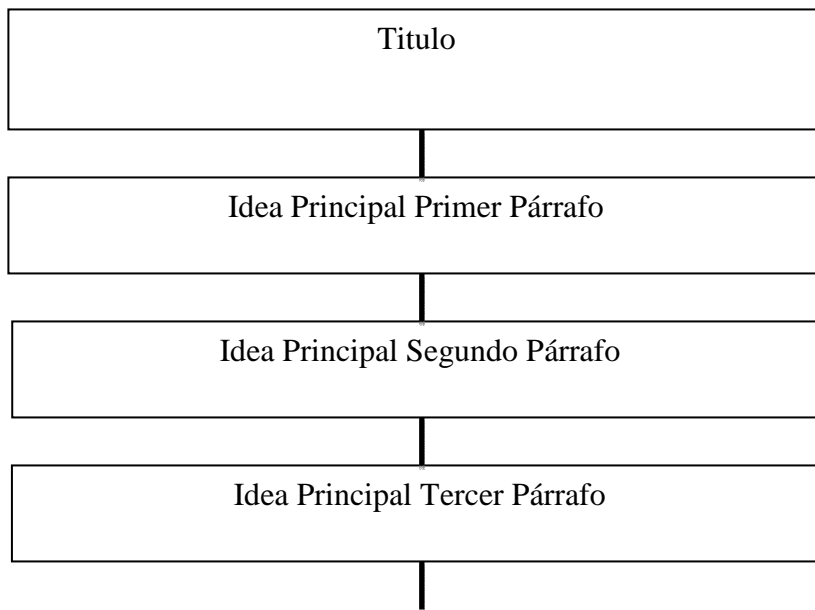 Titulo
Idea Principal Primer Párrafo
Idea Principal Segundo Párrafo
Idea Principal Tercer Párrafo